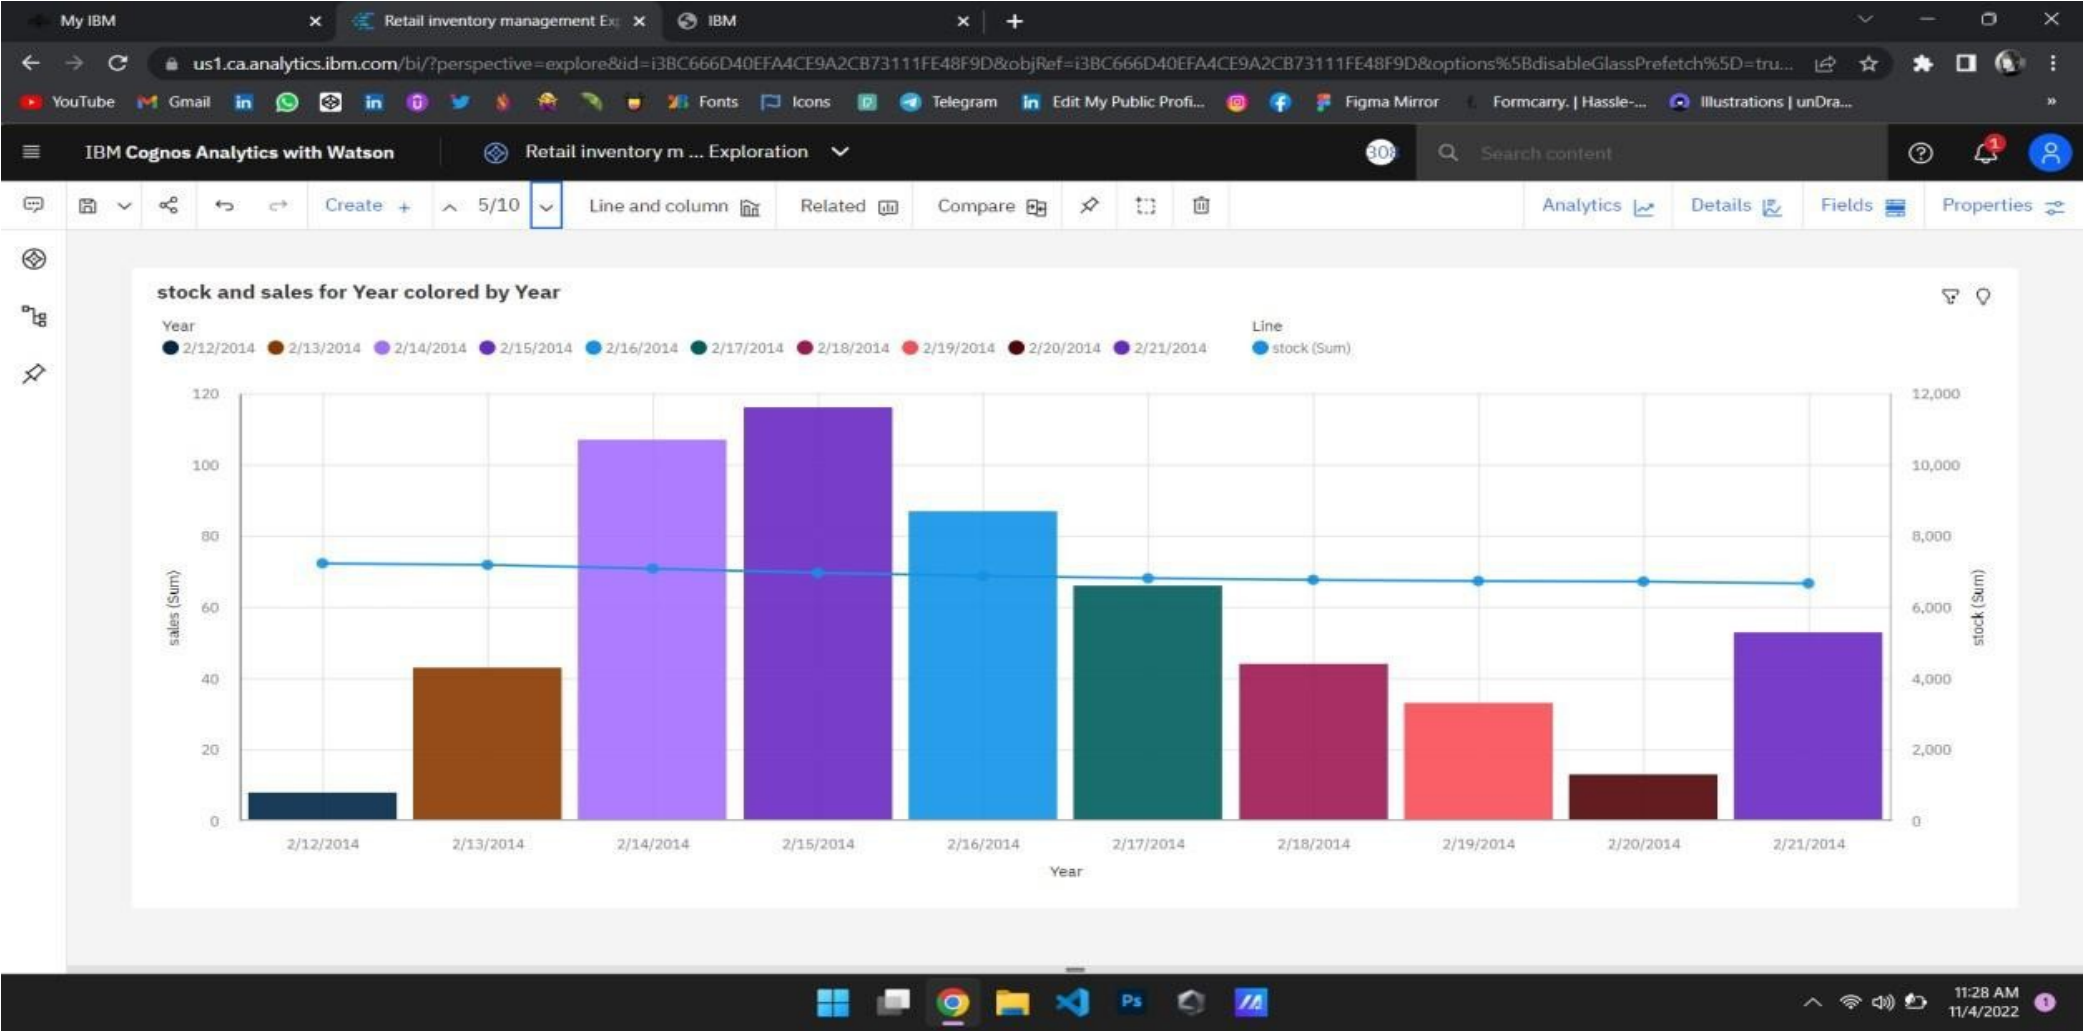 My IBM
Retail inventory management Ex
IBM
us1.ca.analytics.ibm.com/bi/?perspective=explore&id=i3BC666D40EFA4CE9A2CB73111FE48F9D&objRef=i3BC666D40EFA4CE9A2CB73111FE48F9D&options%5BdisableGlassPrefetch%5D=tru...
YouTube Gmail Fonts Icons Telegram Edit My Public Profi... Figma Mirror Formcarry. | Hassle-... Illustrations | unDra... »
IBM Cognos Analytics with Watson
Retail inventory m ... Exploration
308
Search content
1
Create + 5/10 Line and column Related Compare Analytics Details Fields Properties
stock and sales for Year colored by Year
Year
2/12/2014 2/13/2014 2/14/2014 2/15/2014 2/16/2014 2/17/2014 2/18/2014 2/19/2014 2/20/2014 2/21/2014
Line
stock (Sum)
120
100
80
60
40
20
0
sales (Sum)
12,000
10,000
8,000
6,000
4,000
2,000
0
stock (Sum)
2/12/2014 2/13/2014 2/14/2014 2/15/2014 2/16/2014 2/17/2014 2/18/2014 2/19/2014 2/20/2014 2/21/2014
Year
Ps
11:28 AM
11/4/2022
1